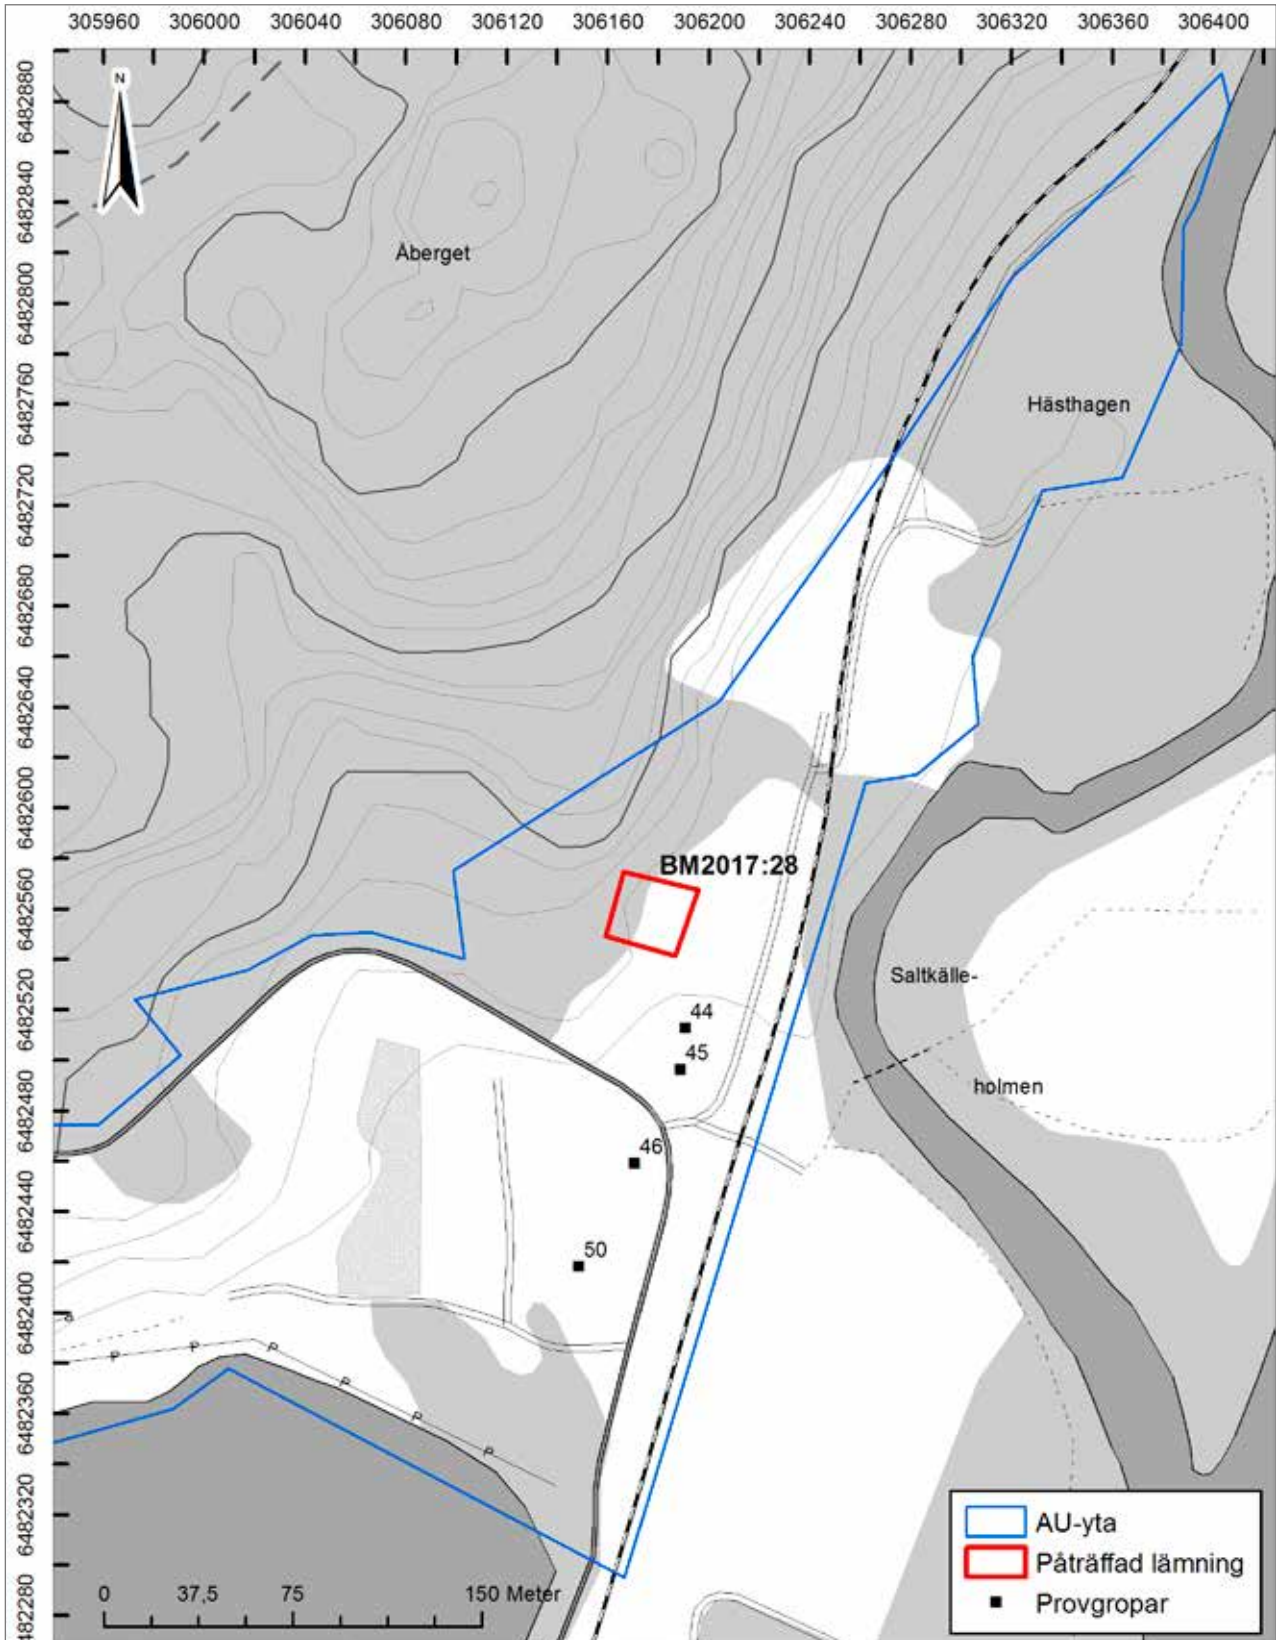 305960 306000 306040 306080 306120 306160 306200 306240 306280 306320 306360 306400
6482880
6482840
6482800
6482760
6482720
6482680
6482640
6482600
6482560
6482520
6482480
6482440
6482400
6482360
6482320
6482280
N
Åberget
Hästhagen
BM2017:28
Saltkälle-
holmen
44
45
46
50
P
P
P
P
P
P
P
0 37,5 75 150 Meter
AU-yta
Påträffad lämning
Provgropar